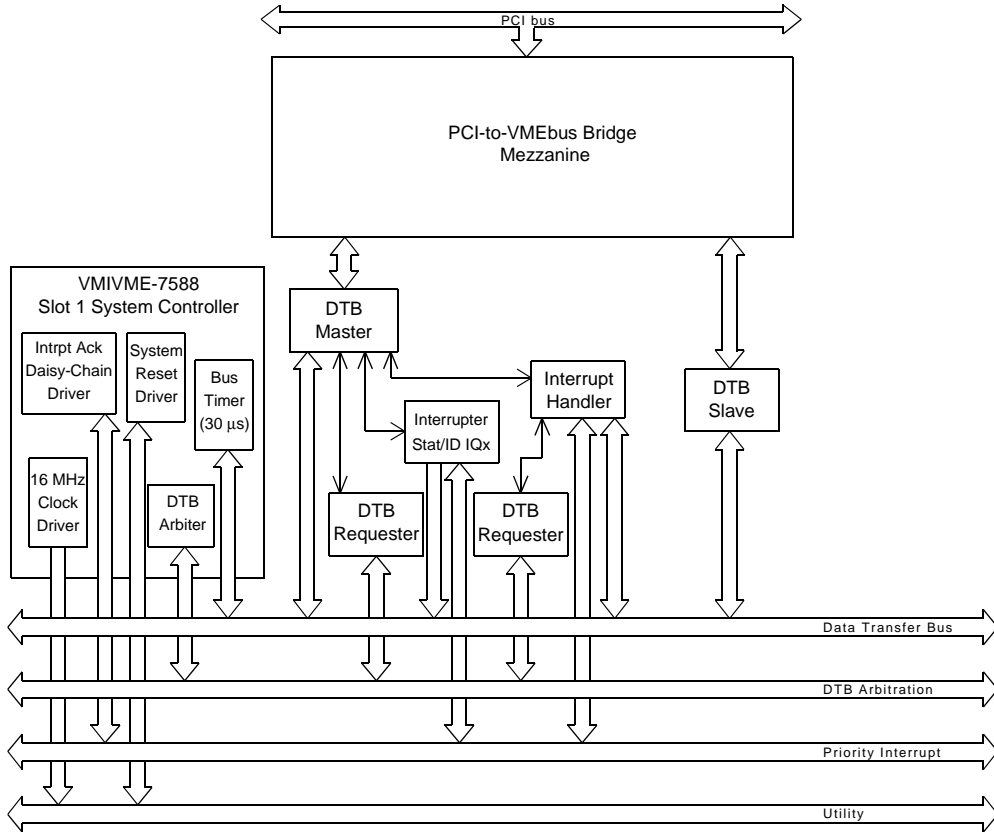 PCI bus
PCI-to-VMEbus Bridge
Mezzanine
VMIVME-7588
Slot 1 System Controller
Intrpt Ack
Daisy-Chain
Driver
System
Reset
Driver
Bus
Timer
(30 µs)
16 MHz
Clock
Driver
DTB
Arbiter
DTB
Master
Interrupter
Stat/ID IQx
Interrupt
Handler
DTB
Slave
DTB
Requester
DTB
Requester
Data Transfer Bus
DTB Arbitration
Priority Interrupt
Utility